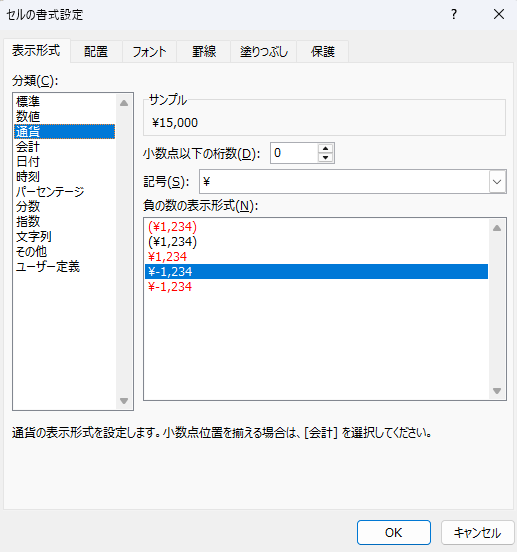 セルの書式設定
? ×
表示形式 配置 フォント 罫線 塗りつぶし 保護
分類(C):
標準
数値
通貨
会計
日付
時刻
パーセンテージ
分数
指数
文字列
その他
ユーザー定義
サンプル
¥15,000
小数点以下の桁数(D): 0
記号(S): ¥
負の数の表示形式(N):
(¥1,234)
(¥1,234)
¥1,234
¥-1,234
¥-1,234
通貨の表示形式を設定します。小数点位置を揃える場合は、[会計] を選択してください。
OK キャンセル